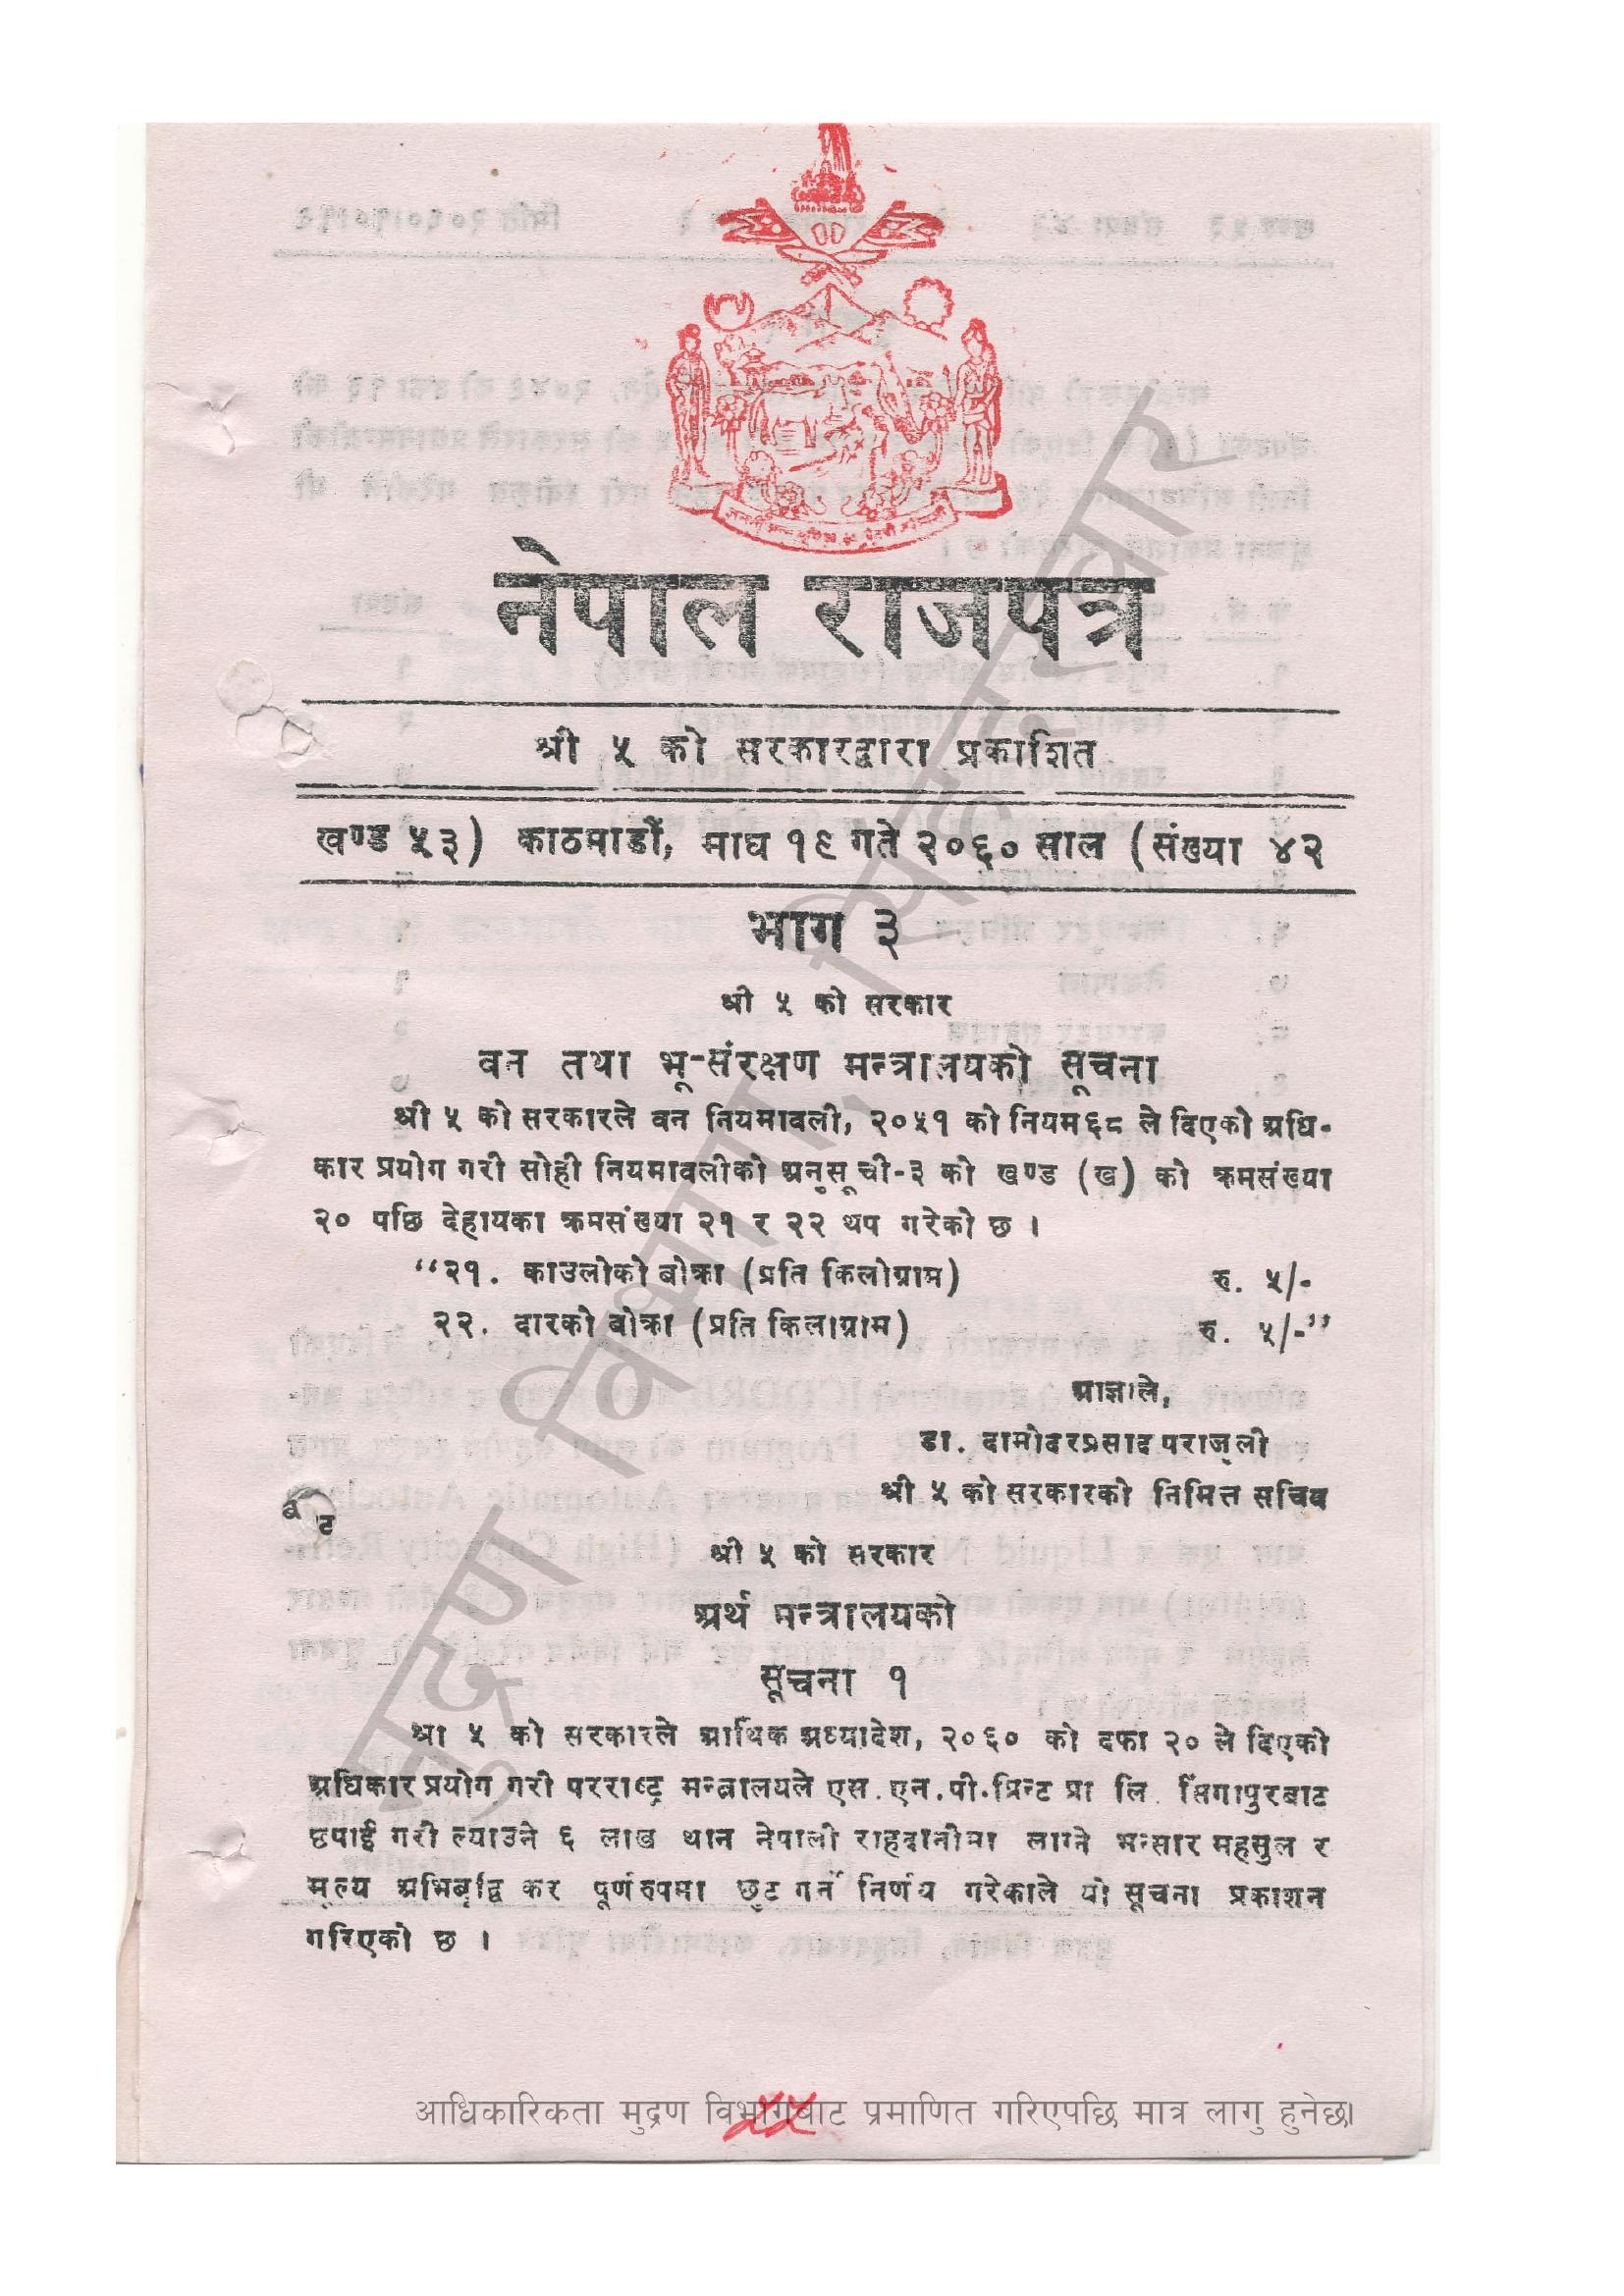 नेपाल राजपत्र
श्री ५ को सरकारद्वारा प्रकाशित
खण्ड ५३) काठमाडौं, माघ १९ गते २०६० साल (संख्या ४२
भाग ३
श्री ५ को सरकार
वन तथा भू-संरक्षण मन्त्रालयको सूचना
श्री ५ को सरकारले वन नियमावली, २०५१ को नियम ६८ ले दिएको अधि-
कार प्रयोग गरी सोही नियमावलीको अनुसूची-३ को खण्ड (ख) को क्रमसंख्या
२० पछि देहायका क्रमसंख्या २१ र २२ थप गरेको छ ।
“२१. काउलोको बोक्रा (प्रति किलोग्राम) रु. ५/-
२२. दारको बोक्रा (प्रति किलाग्राम) रु. ५/-”
आज्ञाले,
डा. दामोदरप्रसाद पराजुली
श्री ५ को सरकारको निमित्त सचिव
श्री ५ को सरकार
अर्थ मन्त्रालयको
सूचना १
श्रा ५ को सरकारले आर्थिक अध्यादेश, २०६० को दफा २० ले दिएको
अधिकार प्रयोग गरी परराष्ट्र मन्त्रालयले एस.एन.पी.प्रिन्ट प्रा लि. सिंगापुरबाट
छपाई गरी ल्याउने ६ लाख थान नेपाली राहदानीमा लाग्ने भन्सार महसुल र
मूल्य अभिबृद्धि कर पूर्णरुपमा छुट गर्ने निर्णय गरेकाले यो सूचना प्रकाशन
गरिएको छ ।
मुद्रण विभाग, सिंहदरबार
आधिकारिकता मुद्रण विभागबाट प्रमाणित गरिएपछि मात्र लागु हुनेछ।